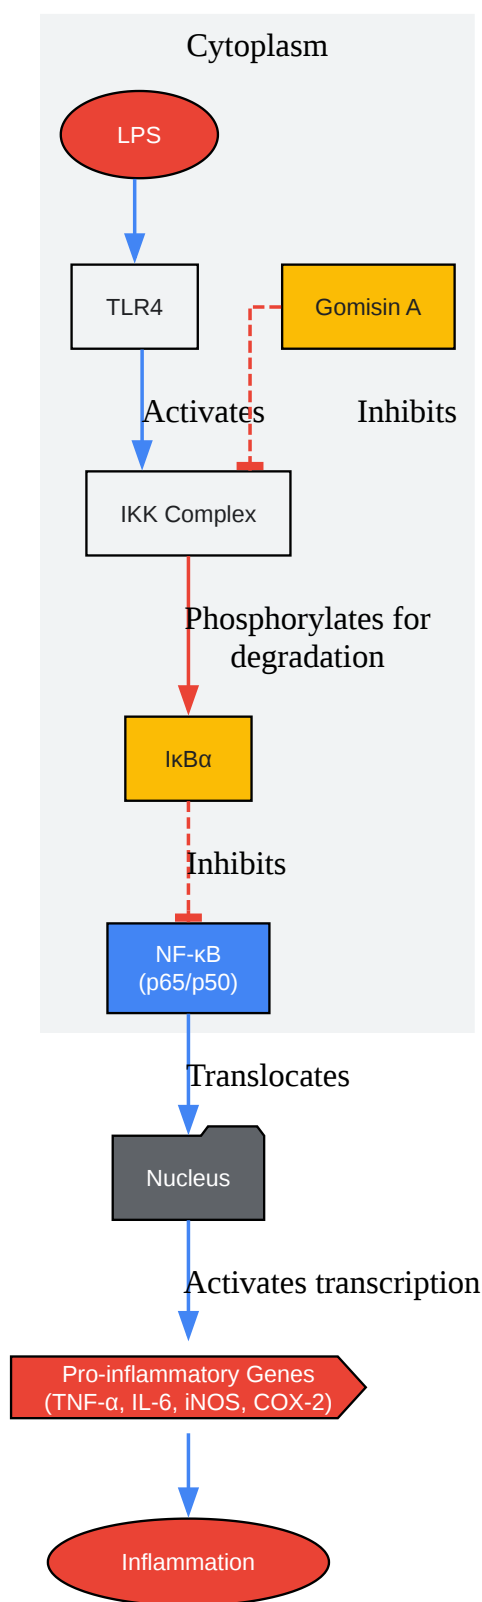 Cytoplasm
LPS
TLR4
Gomisin A
Activates
Inhibits
IKK Complex
Phosphorylates for
degradation
IκBα
Inhibits
NF-κB
(p65/p50)
Translocates
Nucleus
Activates transcription
Pro-inflammatory Genes
(TNF-α, IL-6, iNOS, COX-2)
Inflammation